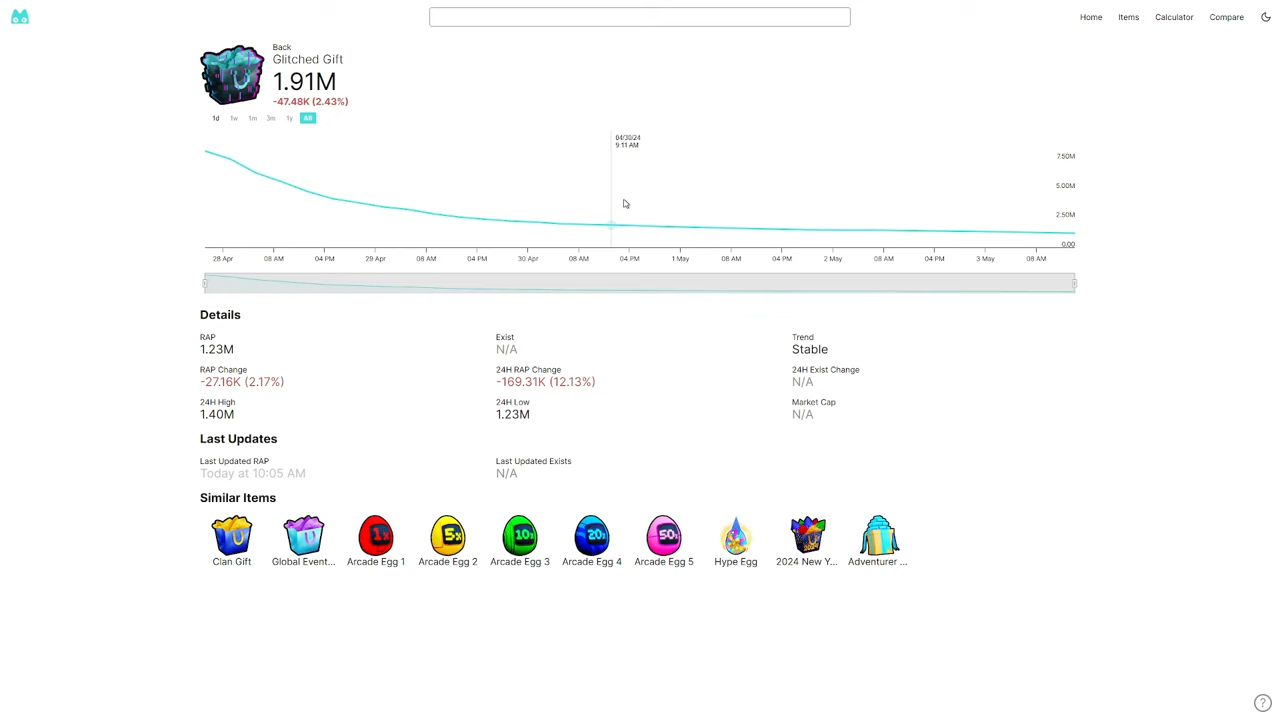 Home Items Calculator Compare
Back
Glitched Gift
1.91M
-47.48K (2.43%)
1d 1w 1m 3m 1y All
04/30/24
9:11 AM
7.50M
5.00M
2.50M
0.00
28 Apr 08 AM 04 PM 29 Apr 08 AM 04 PM 30 Apr 08 AM 04 PM 1 May 08 AM 04 PM 2 May 08 AM 04 PM 3 May 08 AM
Details
RAP Exist Trend
1.23M N/A Stable
RAP Change 24H RAP Change 24H Exist Change
-27.16K (2.17%) -169.31K (12.13%) N/A
24H High 24H Low Market Cap
1.40M 1.23M N/A
Last Updates
Last Updated RAP Last Updated Exists
Today at 10:05 AM N/A
Similar Items
1x 5x 10x 20x 50x 2024
Clan Gift Global Event... Arcade Egg 1 Arcade Egg 2 Arcade Egg 3 Arcade Egg 4 Arcade Egg 5 Hype Egg 2024 New Y... Adventurer ...
?